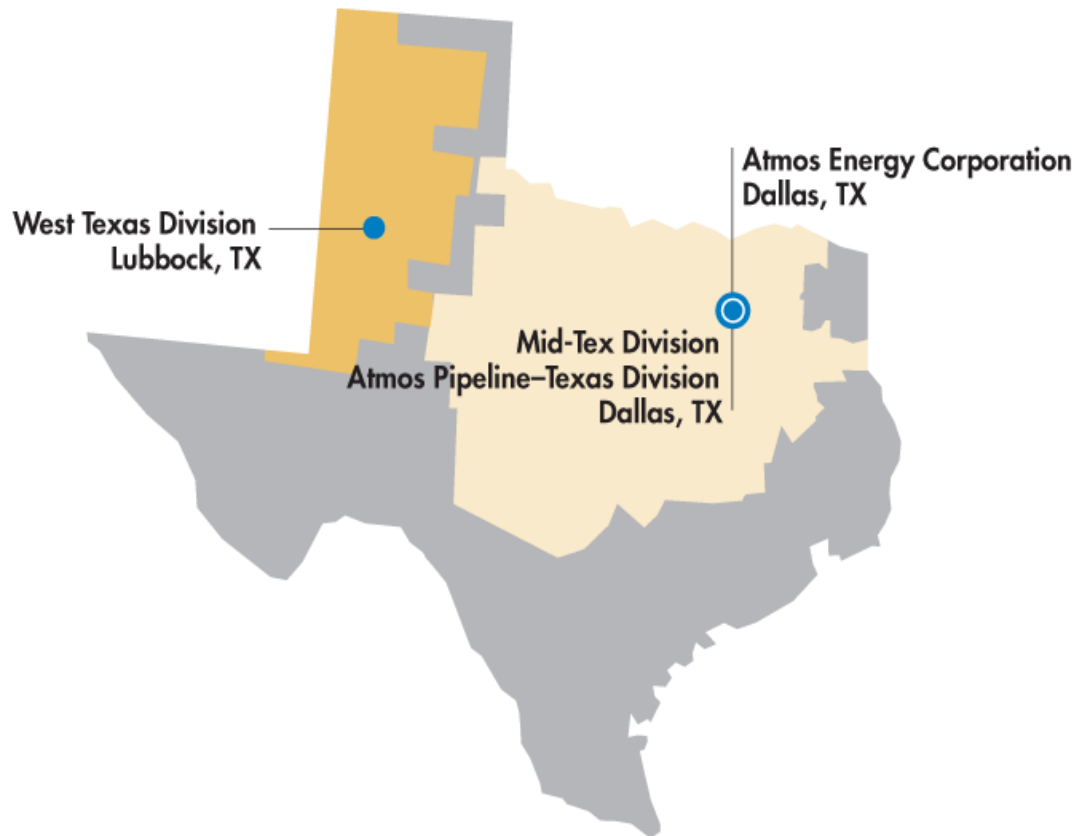 Atmos Energy Corporation
Dallas, TX
West Texas Division
Lubbock, TX
Mid-Tex Division
Atmos Pipeline–Texas Division
Dallas, TX